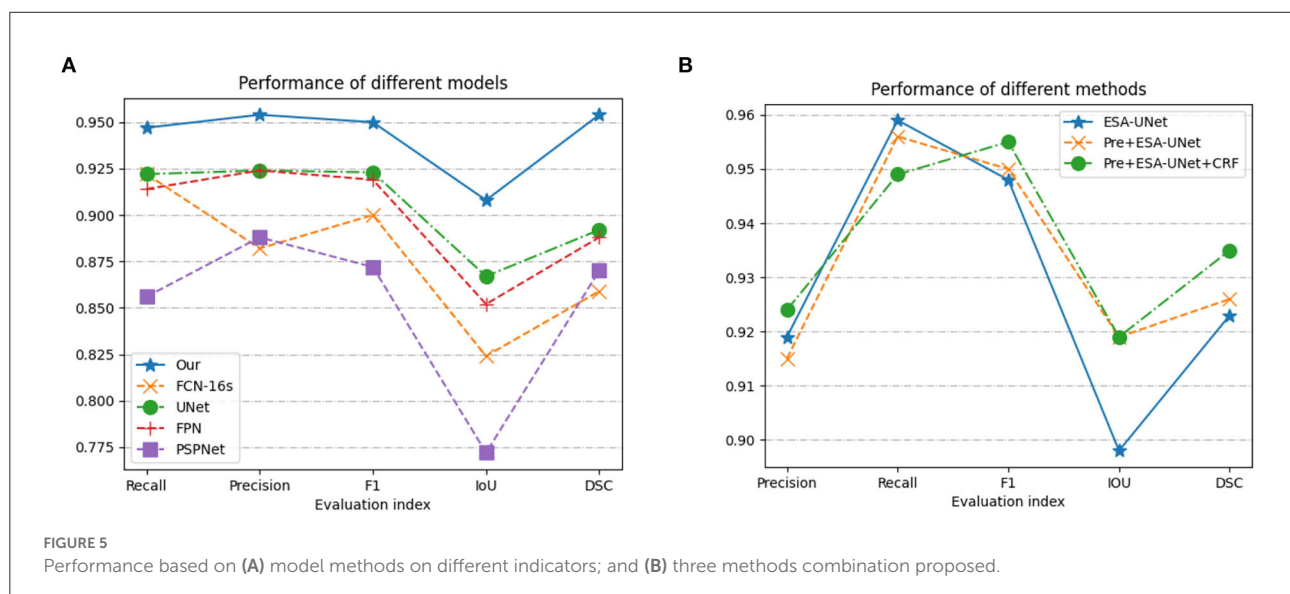 A
Performance of different models
0.950
0.925
0.900
0.875
0.850
0.825
0.800
0.775
Our
FCN-16s
UNet
FPN
PSPNet
Recall Precision F1 IoU DSC
Evaluation index
B
Performance of different methods
0.96
0.95
0.94
0.93
0.92
0.91
0.90
ESA-UNet
Pre+ESA-UNet
Pre+ESA-UNet+CRF
Precision Recall F1 IOU DSC
Evaluation index
FIGURE 5
Performance based on (A) model methods on different indicators; and (B) three methods combination proposed.